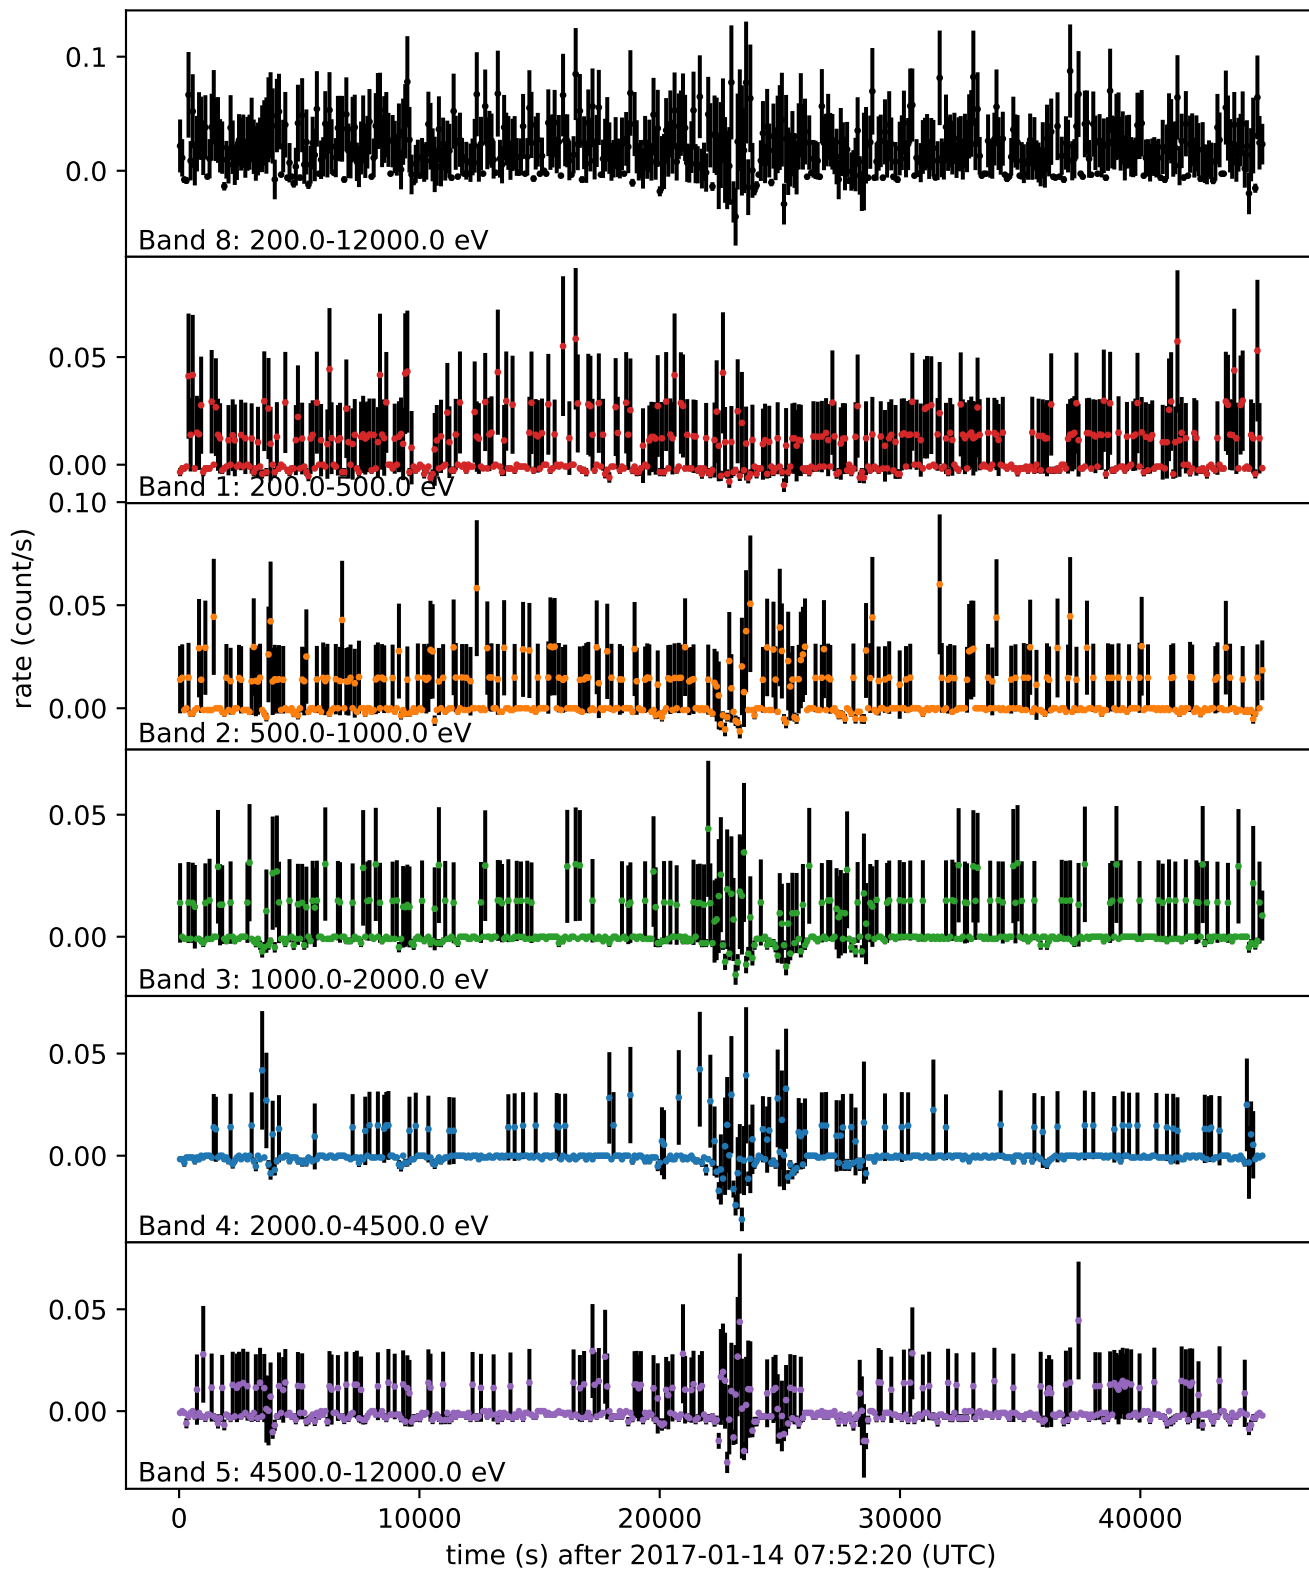 0.1
0.0
Band 8: 200.0-12000.0 eV
0.05
0.00
Band 1: 200.0-500.0 eV
0.10
0.05
0.00
Band 2: 500.0-1000.0 eV
rate (count/s)
0.05
0.00
Band 3: 1000.0-2000.0 eV
0.05
0.00
Band 4: 2000.0-4500.0 eV
0.05
0.00
Band 5: 4500.0-12000.0 eV
0 10000 20000 30000 40000
time (s) after 2017-01-14 07:52:20 (UTC)